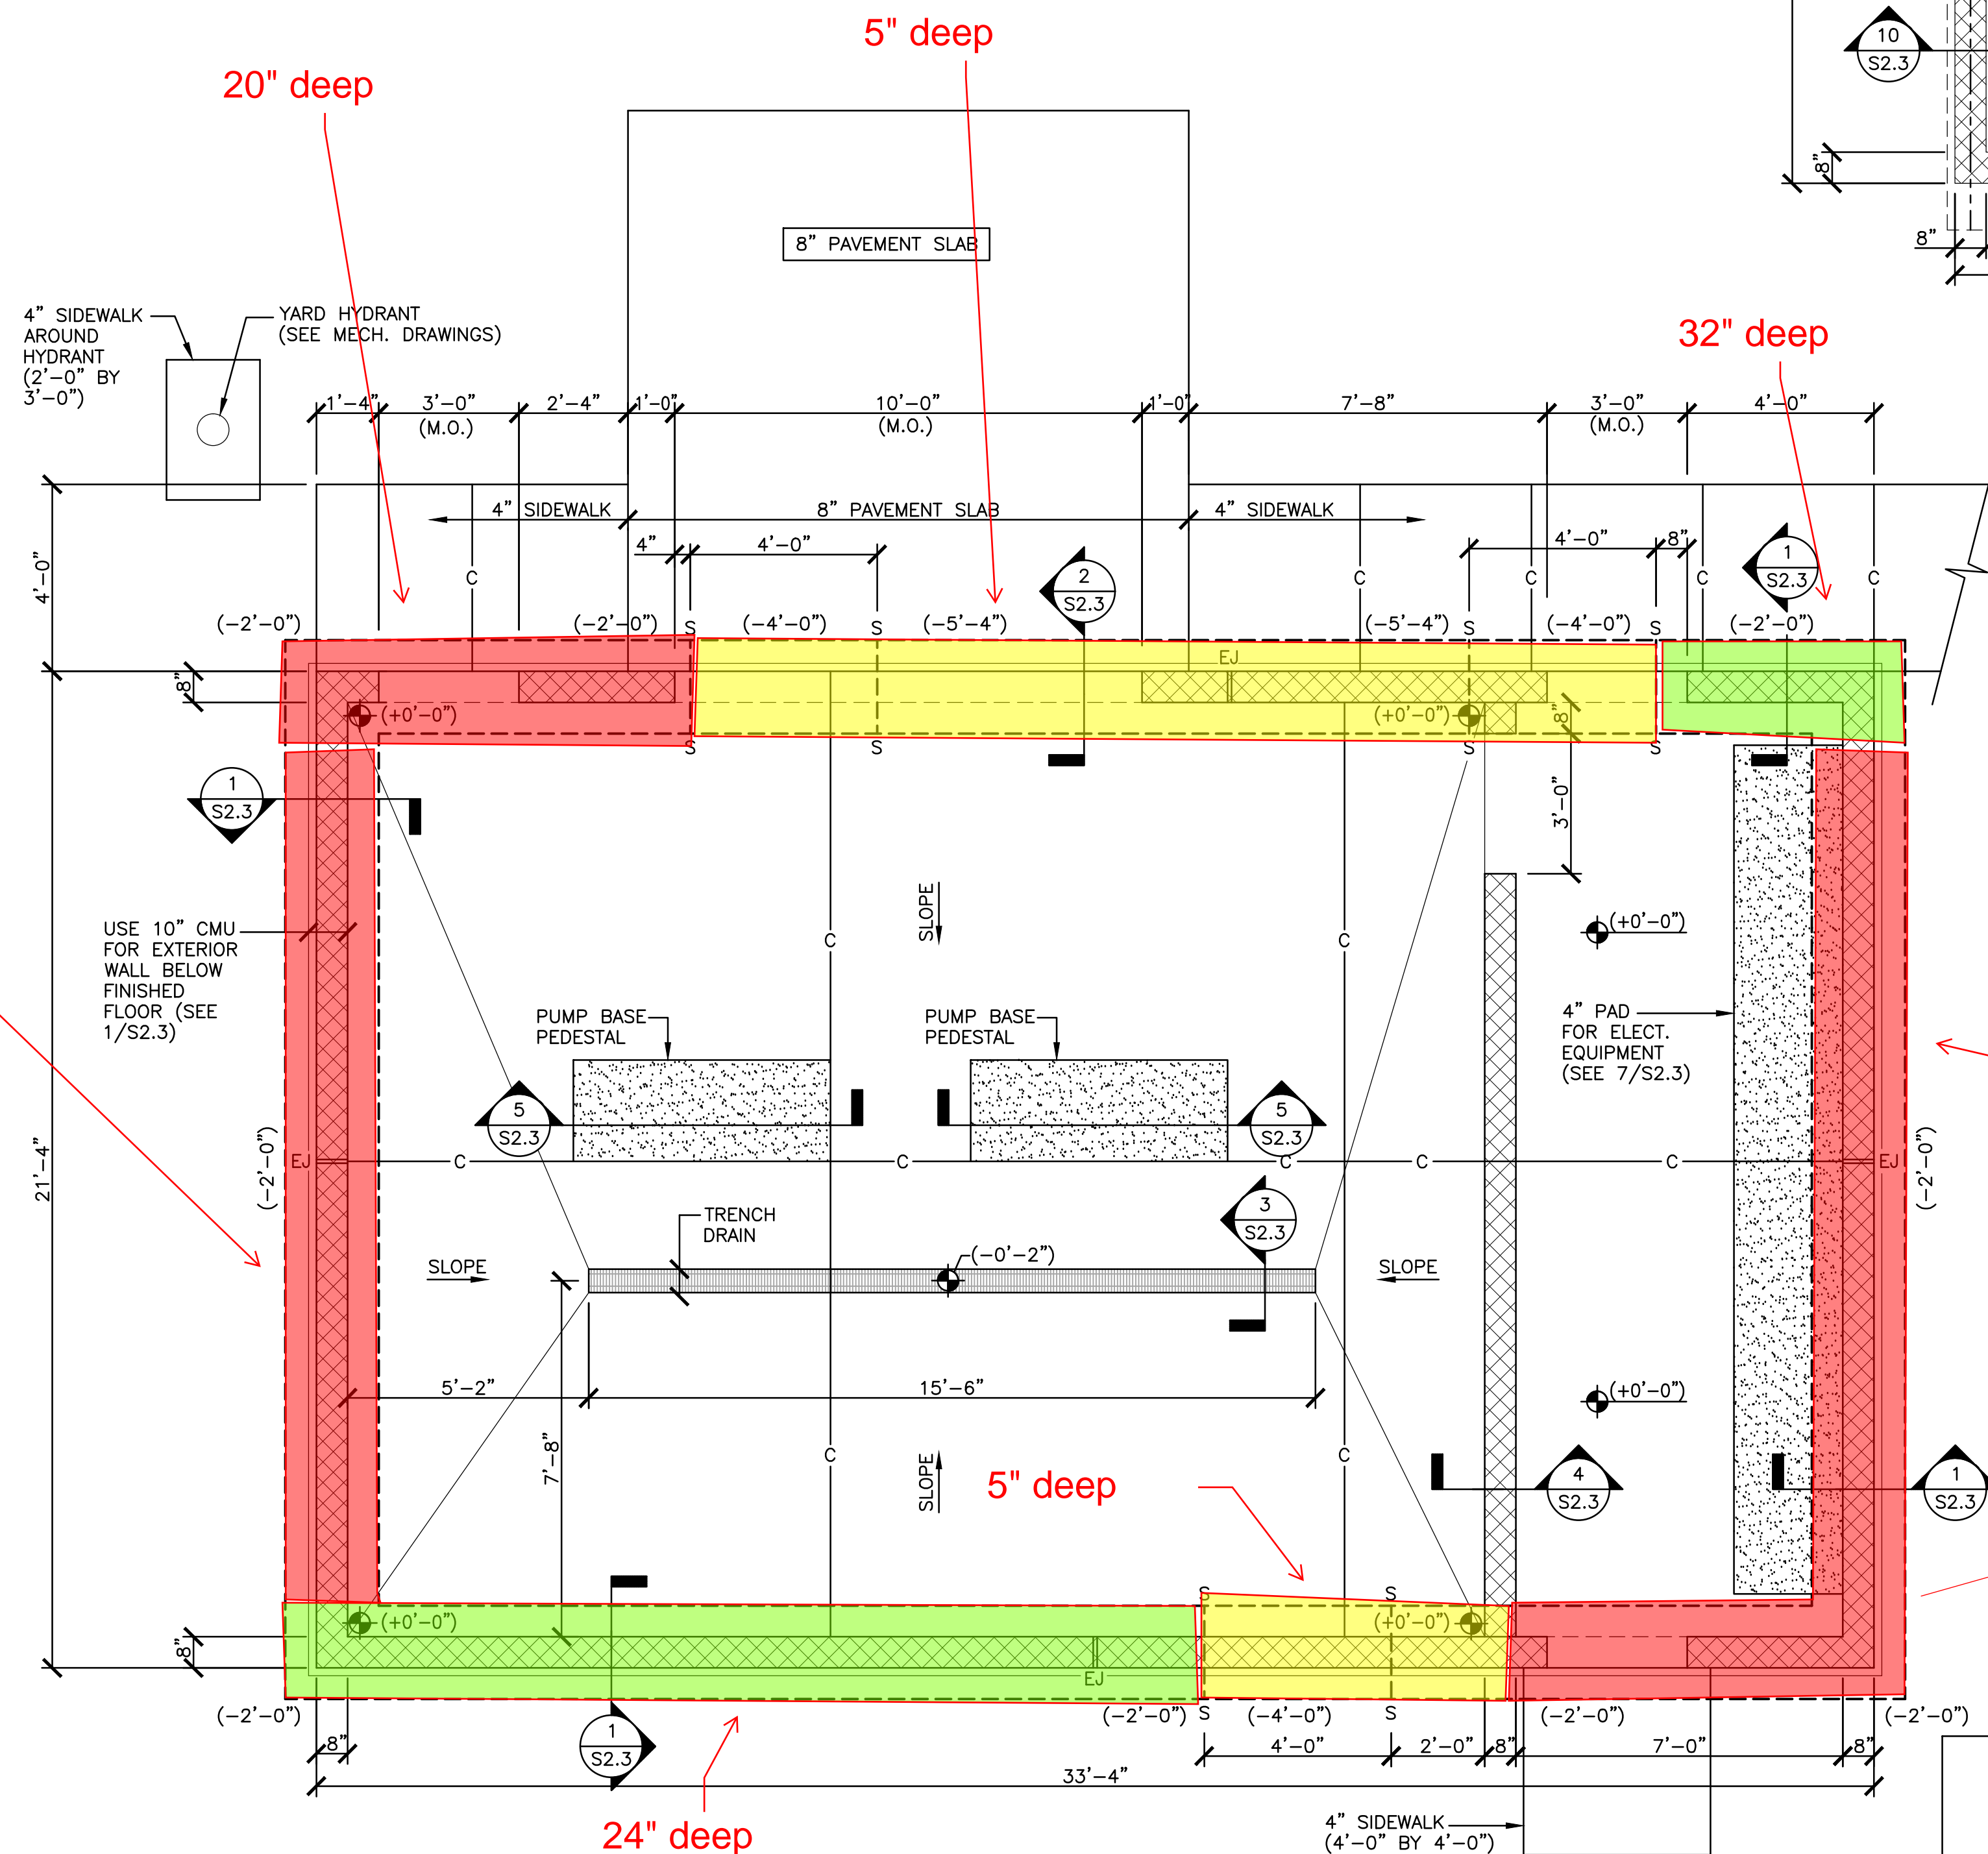 5" deep
20" deep
10
S2.3
8"
8"
8" PAVEMENT SLAB
4" SIDEWALK
AROUND
HYDRANT
(2'-0" BY
3'-0")
YARD HYDRANT
(SEE MECH. DRAWINGS)
32" deep
1'-4"
3'-0"
(M.O.)
2'-4"
1'-0"
10'-0"
(M.O.)
1'-0"
7'-8"
3'-0"
(M.O.)
4'-0"
4" SIDEWALK
8" PAVEMENT SLAB
4" SIDEWALK
4'-0"
4"
4'-0"
4'-0"
8"
C
2
S2.3
C
C
C
1
S2.3
C
(-2'-0")
(-2'-0")
S
(-4'-0")
S
(-5'-4")
(-5'-4")
S
(-4'-0")
S
(-2'-0")
EJ
8"
(+0'-0")
(+0'-0")
8"
S
S
S
S
1
S2.3
3'-0"
SLOPE
USE 10" CMU
FOR EXTERIOR
WALL BELOW
FINISHED
FLOOR (SEE
1/S2.3)
C
C
(+0'-0")
PUMP BASE
PEDESTAL
PUMP BASE
PEDESTAL
4" PAD
FOR ELECT.
EQUIPMENT
(SEE 7/S2.3)
5
S2.3
5
S2.3
21'-4"
(-2'-0")
EJ
C
C
C
C
C
EJ
(-2'-0")
TRENCH
DRAIN
3
S2.3
SLOPE
(-0'-2")
SLOPE
5'-2"
15'-6"
(+0'-0")
7'-8"
C
SLOPE
C
5" deep
4
S2.3
1
S2.3
S
S
(+0'-0")
(+0'-0")
8"
EJ
(-2'-0")
(-2'-0")
S
(-4'-0")
S
(-2'-0")
(-2'-0")
1
S2.3
8"
4'-0"
2'-0"
8"
7'-0"
8"
33'-4"
24" deep
4" SIDEWALK
(4'-0" BY 4'-0")